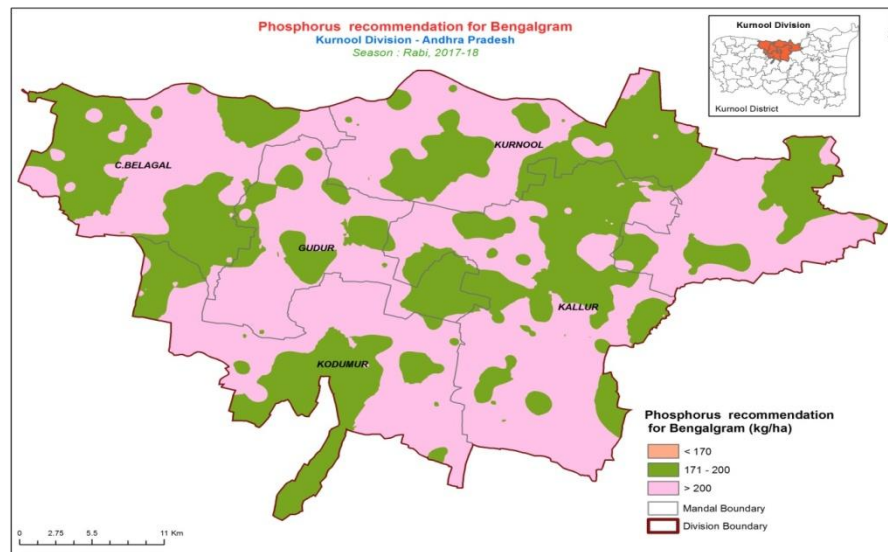 Phosphorus recommendation for Bengalgram
Kurnool Division - Andhra Pradesh
Season : Rabi, 2017-18
Kurnool Division
Kurnool District
C.BELAGAL
KURNOOL
GUDUR
KALLUR
KODUMUR
Phosphorus recommendation
for Bengalgram (kg/ha)
< 170
171 - 200
> 200
Mandal Boundary
Division Boundary
0 2.75 5.5 11 Km